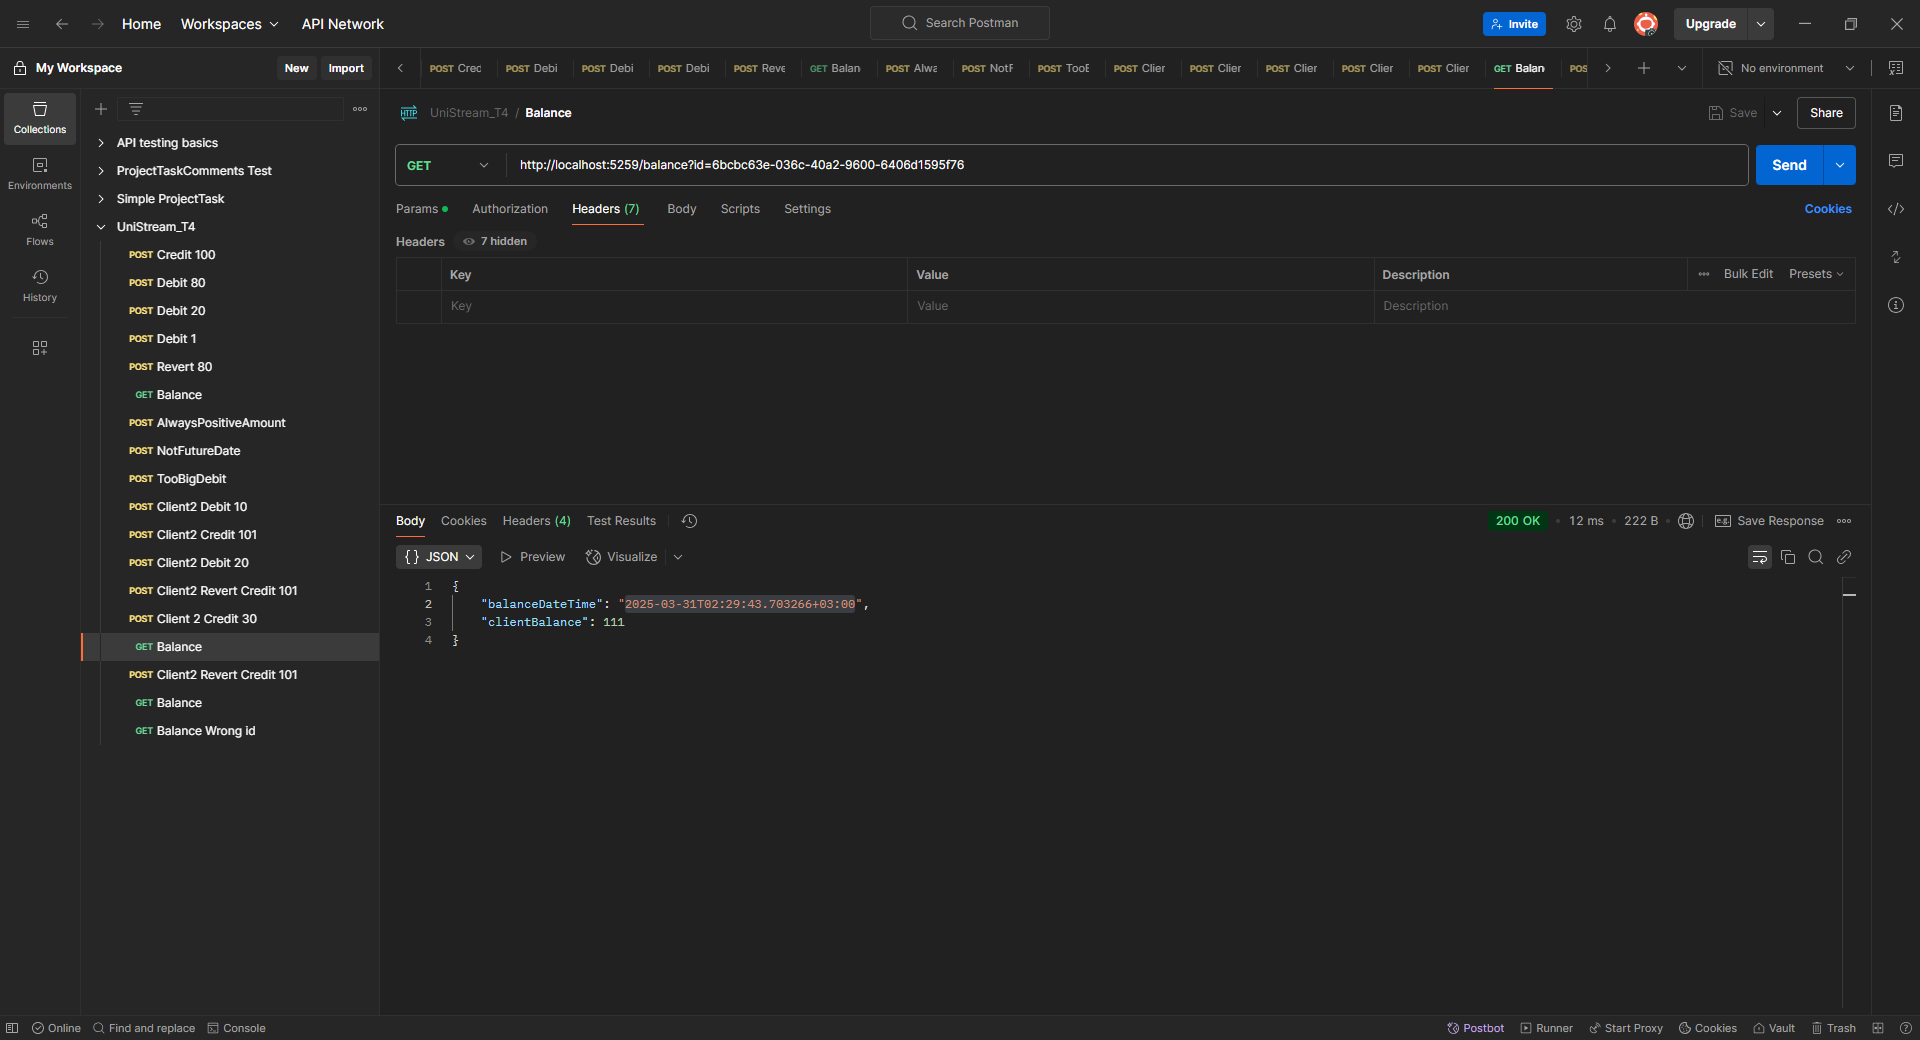 Home
Workspaces
API Network
Search Postman
Invite
Upgrade
My Workspace
New
Import
POST Crec
POST Debi
POST Debi
POST Debi
POST Reve
GET Balan
POST Alwa
POST NotF
POST TooE
POST Clier
POST Clier
POST Clier
POST Clier
POST Clier
GET Balan
POS
No environment
Collections
Environments
Flows
History
API testing basics
ProjectTaskComments Test
Simple ProjectTask
UniStream_T4
POST Credit 100
POST Debit 80
POST Debit 20
POST Debit 1
POST Revert 80
GET Balance
POST AlwaysPositiveAmount
POST NotFutureDate
POST TooBigDebit
POST Client2 Debit 10
POST Client2 Credit 101
POST Client2 Debit 20
POST Client2 Revert Credit 101
POST Client 2 Credit 30
GET Balance
POST Client2 Revert Credit 101
GET Balance
GET Balance Wrong id
HTTP UniStream_T4 / Balance
Save
Share
GET
http://localhost:5259/balance?id=6bcbc63e-036c-40a2-9600-6406d1595f76
Send
Params
Authorization
Headers (7)
Body
Scripts
Settings
Cookies
Headers
7 hidden
Key
Value
Description
Bulk Edit
Presets
Key
Value
Description
Body
Cookies
Headers (4)
Test Results
200 OK
12 ms
222 B
e.g.
Save Response
{} JSON
Preview
Visualize
1 {
2 "balanceDateTime": "2025-03-31T02:29:43.703266+03:00",
3 "clientBalance": 111
4 }
Online
Find and replace
Console
Postbot
Runner
Start Proxy
Cookies
Vault
Trash